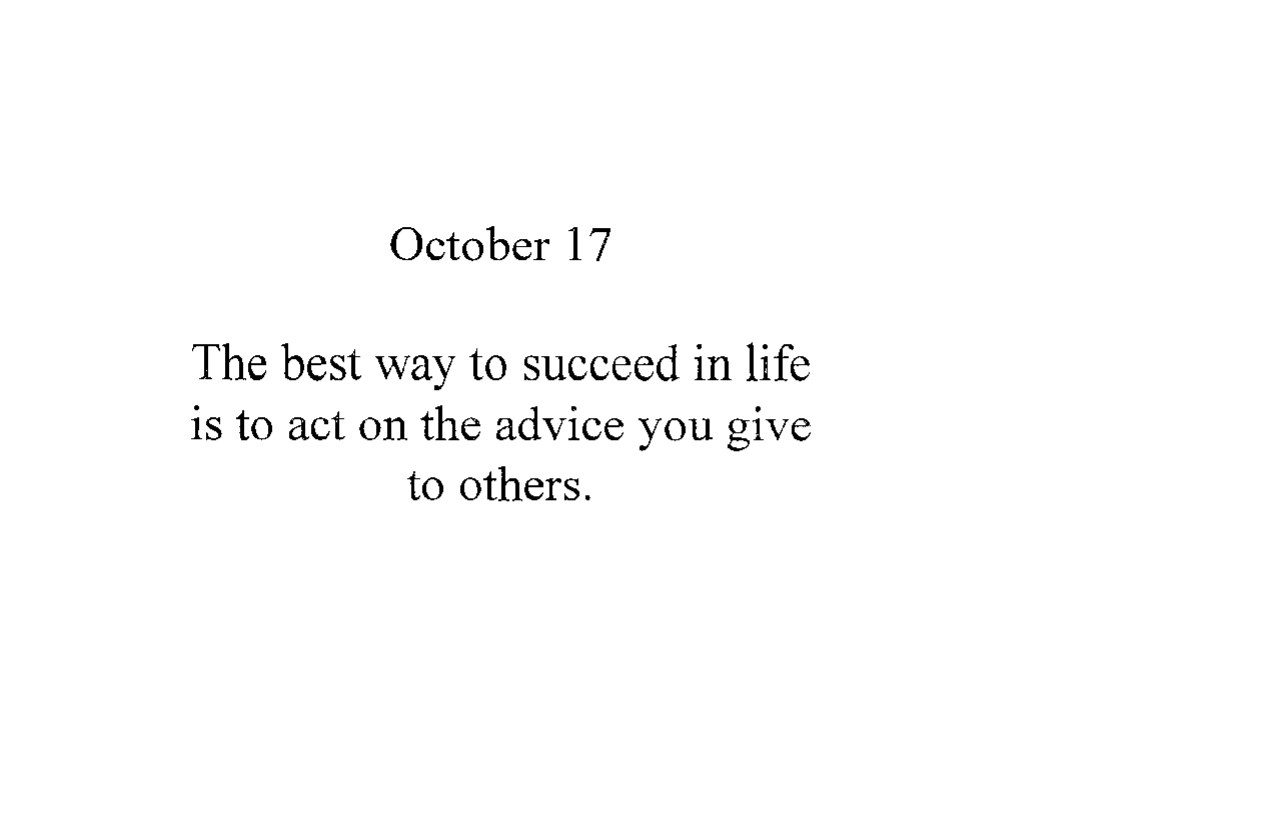 October 17
The best way to succeed in life
is to act on the advice you give
to others.